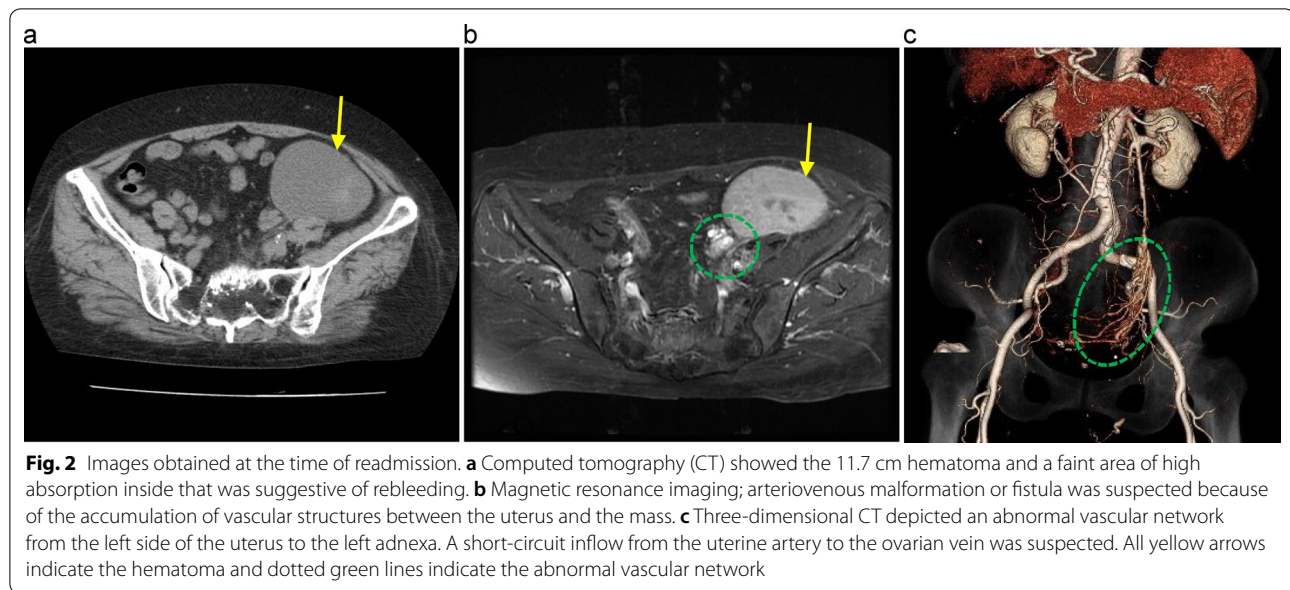 a
b
c
Fig. 2 Images obtained at the time of readmission. a Computed tomography (CT) showed the 11.7 cm hematoma and a faint area of high
absorption inside that was suggestive of rebleeding. b Magnetic resonance imaging; arteriovenous malformation or fistula was suspected because
of the accumulation of vascular structures between the uterus and the mass. c Three-dimensional CT depicted an abnormal vascular network
from the left side of the uterus to the left adnexa. A short-circuit inflow from the uterine artery to the ovarian vein was suspected. All yellow arrows
indicate the hematoma and dotted green lines indicate the abnormal vascular network